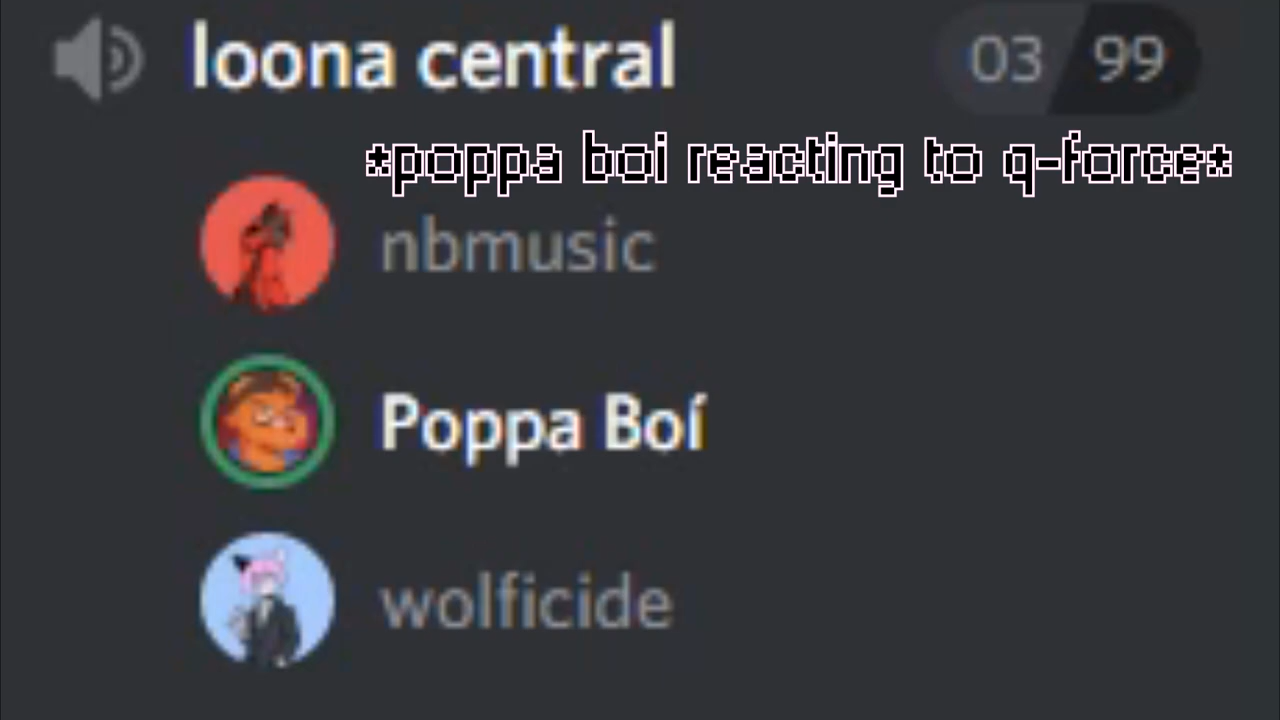 loona central 03 99
*poppa boi reacting to q-force*
nbmusic
Poppa Boí
wolficide